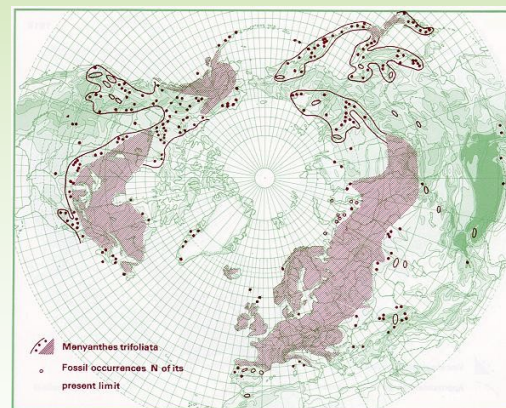 Menyanthes trifoliata
Fossil occurrences N of its
present limit